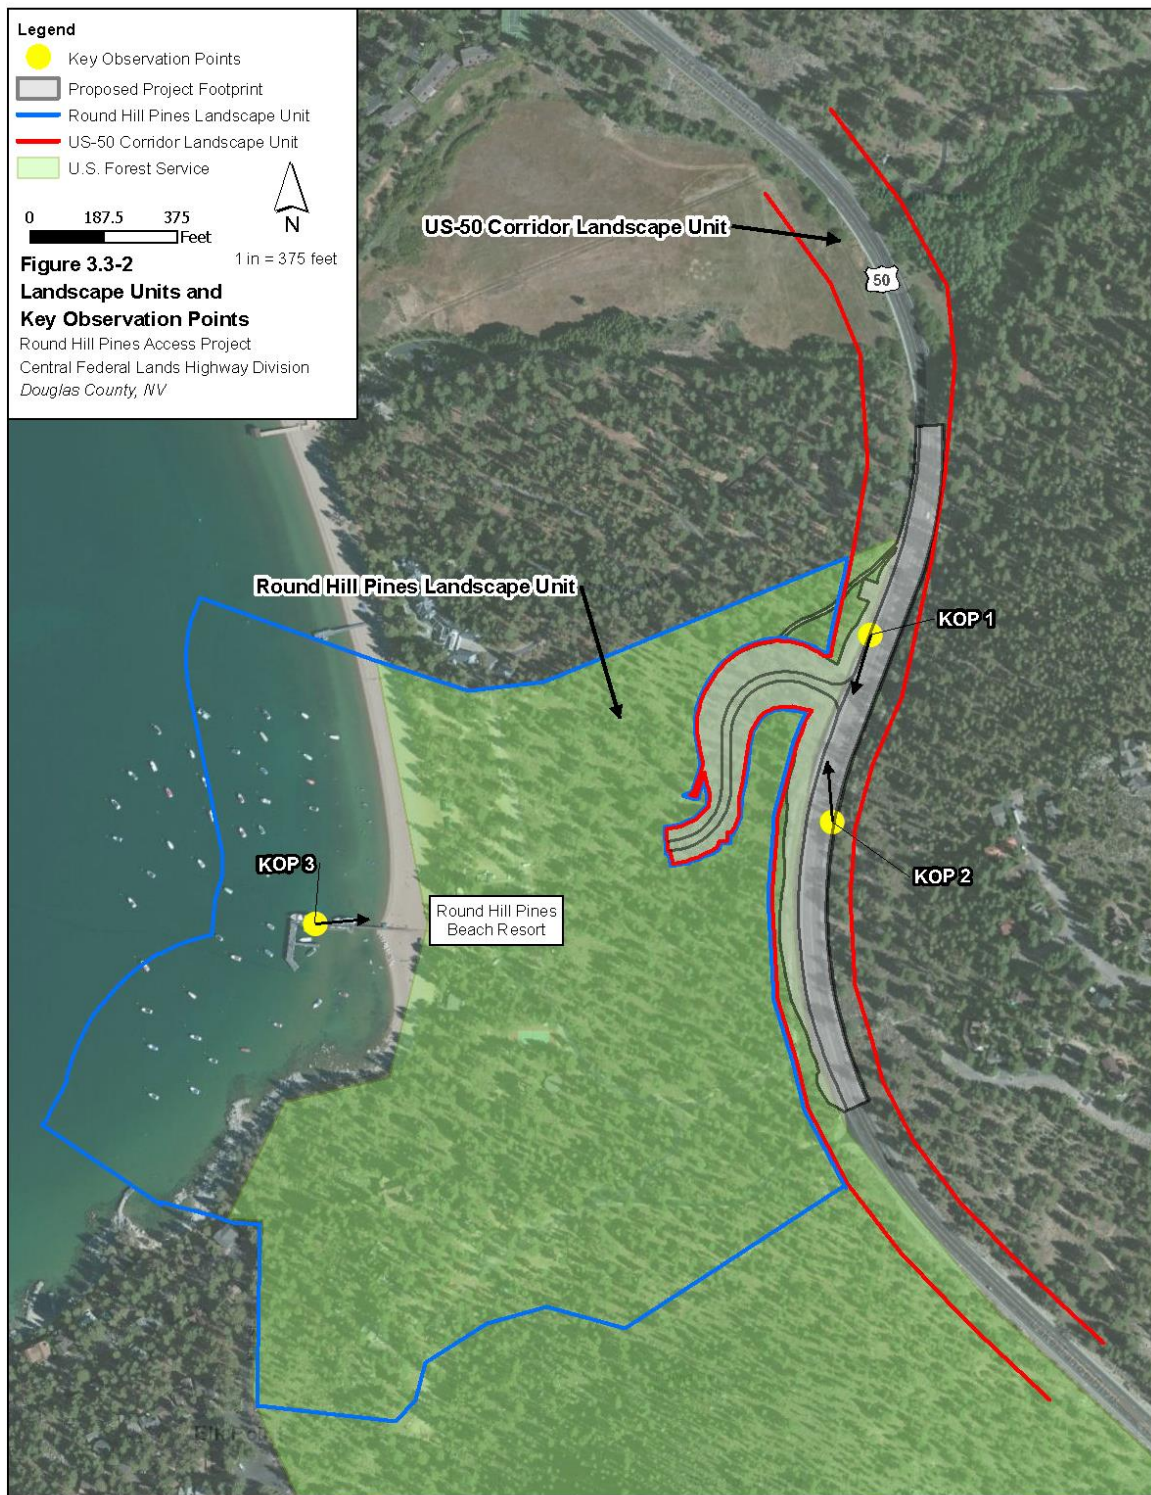 Legend
Key Observation Points
Proposed Project Footprint
Round Hill Pines Landscape Unit
US-50 Corridor Landscape Unit
U.S. Forest Service
0 187.5 375
Feet
N
1 in = 375 feet
Figure 3.3-2
Landscape Units and
Key Observation Points
Round Hill Pines Access Project
Central Federal Lands Highway Division
Douglas County, NV
US-50 Corridor Landscape Unit
50
Round Hill Pines Landscape Unit
KOP 1
KOP 2
KOP 3
Round Hill Pines
Beach Resort